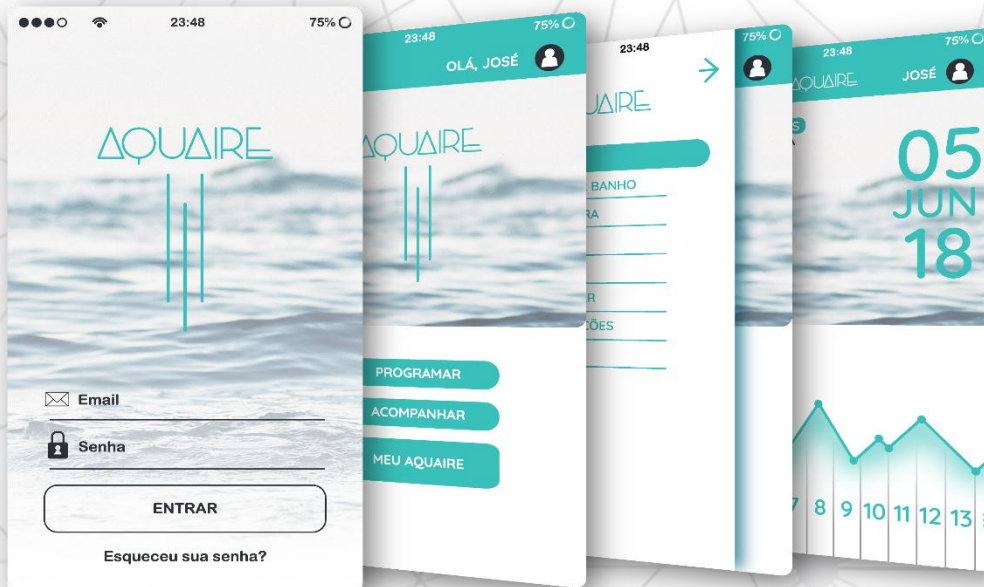 23:48
75%
AQUAIRE
Email
Senha
ENTRAR
Esqueceu sua senha?
23:48
75%
OLÁ, JOSÉ
AQUAIRE
PROGRAMAR
ACOMPANHAR
MEU AQUAIRE
23:48
UAIRE
BANHO
RA
R
ÇÕES
75%
23:48
75%
AQUAIRE
JOSÉ
S
A
05
JUN
18
7 8 9 10 11 12 13